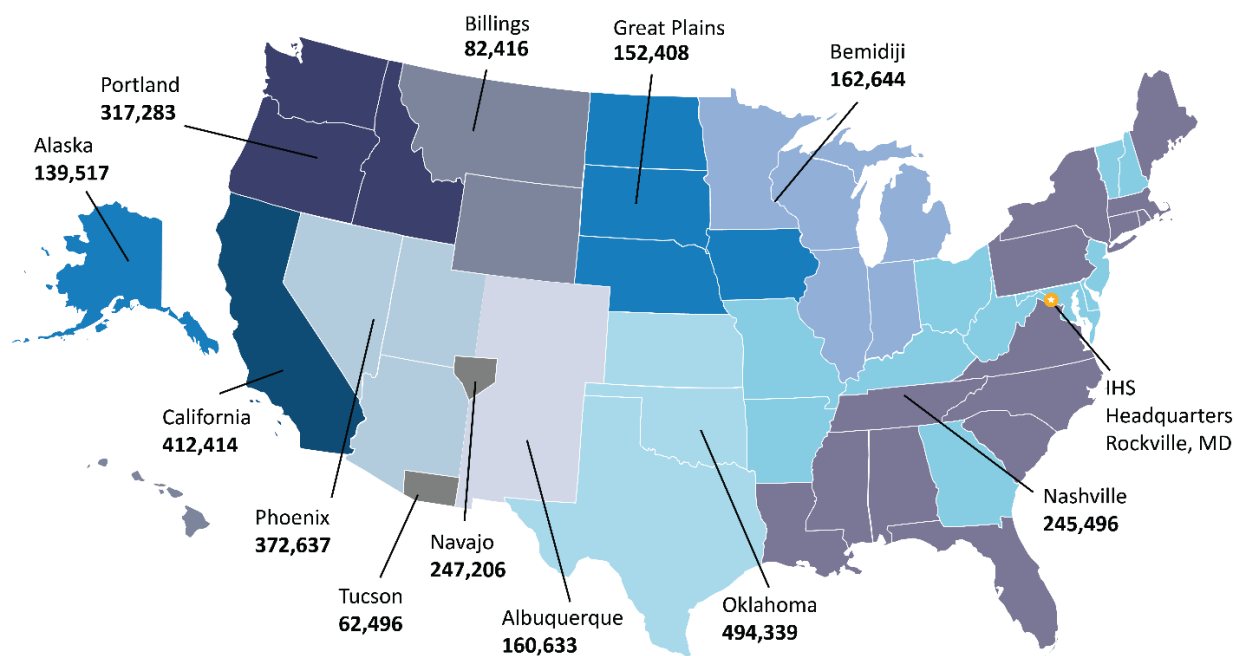 Billings
82,416
Great Plains
152,408
Bemidiji
162,644
Portland
317,283
Alaska
139,517
California
412,414
Phoenix
372,637
Tucson
62,496
Navajo
247,206
Albuquerque
160,633
Oklahoma
494,339
IHS
Headquarters
Rockville, MD
Nashville
245,496